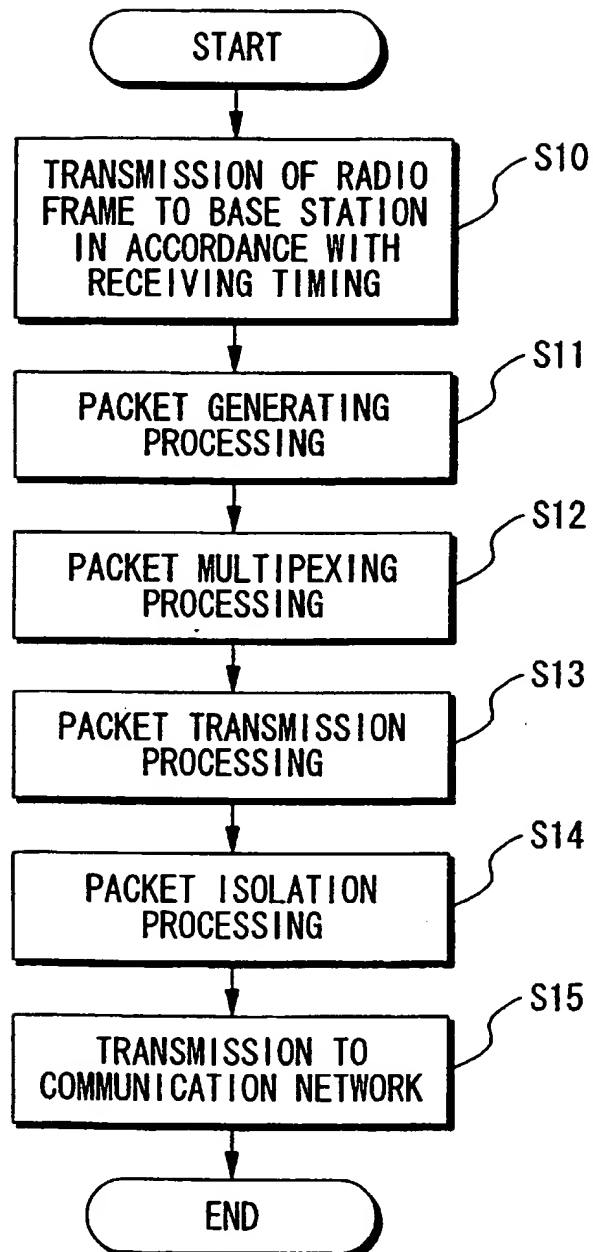 START
TRANSMISSION OF RADIO
FRAME TO BASE STATION
IN ACCORDANCE WITH
RECEIVING TIMING
S10
PACKET GENERATING
PROCESSING
S11
PACKET MULTIPEXING
PROCESSING
S12
PACKET TRANSMISSION
PROCESSING
S13
PACKET ISOLATION
PROCESSING
S14
TRANSMISSION TO
COMMUNICATION NETWORK
S15
END